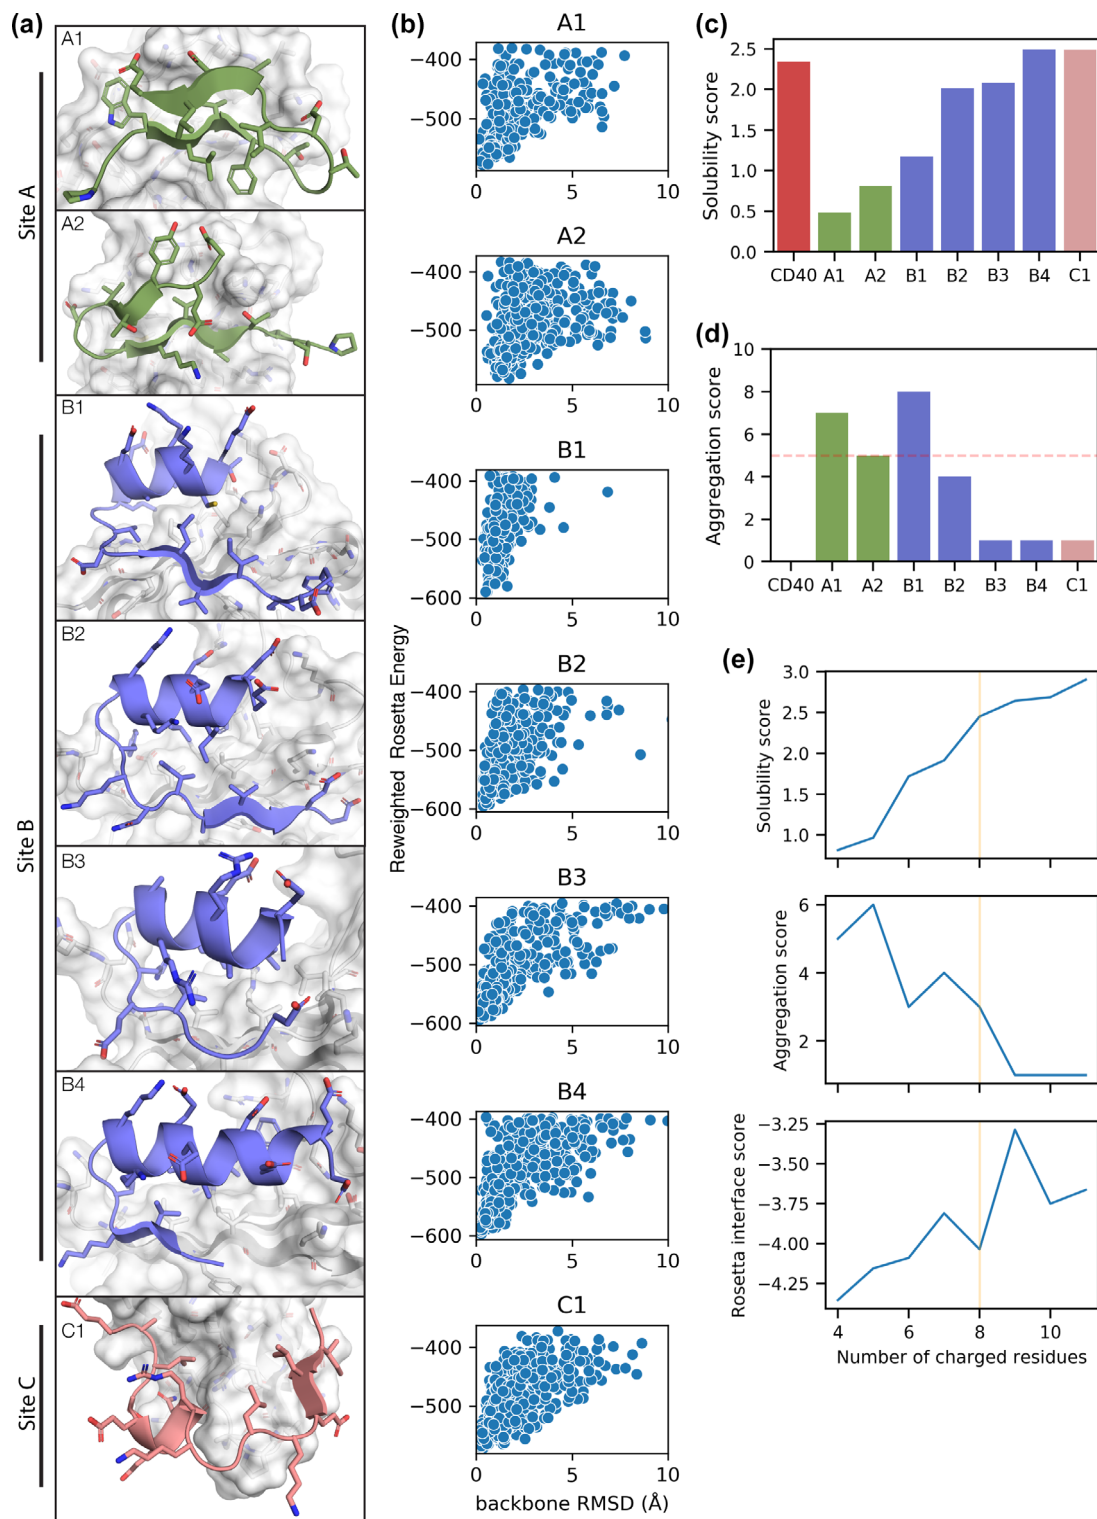 (a)
Site A
Site B
Site C
A1
A2
B1
B2
B3
B4
C1
(b)
Reweighted Rosetta Energy
A1
−400
−500
0 5 10
A2
−400
−500
0 5 10
B1
−400
−500
−600
0 5 10
B2
−400
−500
−600
0 5 10
B3
−400
−500
−600
0 5 10
B4
−400
−500
−600
0 5 10
C1
−400
−500
0 5 10
backbone RMSD (Å)
(c)
Solubility score
2.5
2.0
1.5
1.0
0.5
0.0
CD40 A1 A2 B1 B2 B3 B4 C1
(d)
Aggregation score
10
8
6
4
2
0
CD40 A1 A2 B1 B2 B3 B4 C1
(e)
Solubility score
3.0
2.5
2.0
1.5
1.0
Aggregation score
6
4
2
Rosetta interface score
−3.25
−3.50
−3.75
−4.00
−4.25
4 6 8 10
Number of charged residues